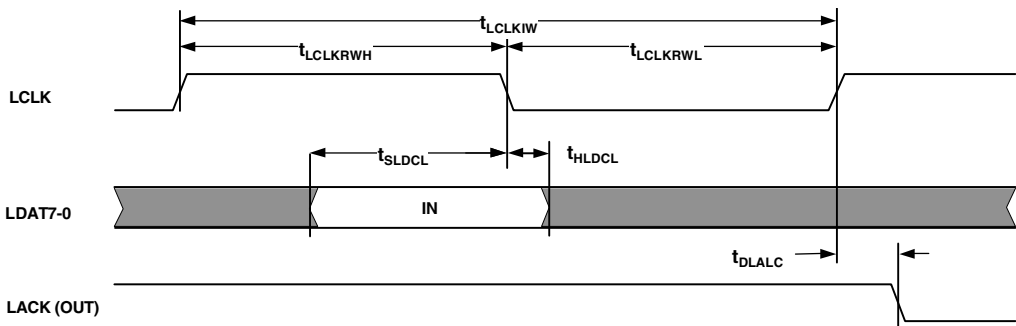 tLCLKIW
tLCLKRWH tLCLKRWL
LCLK
tSLDCL tHLDCL
LDAT7-0 IN
tDLALC
LACK (OUT)